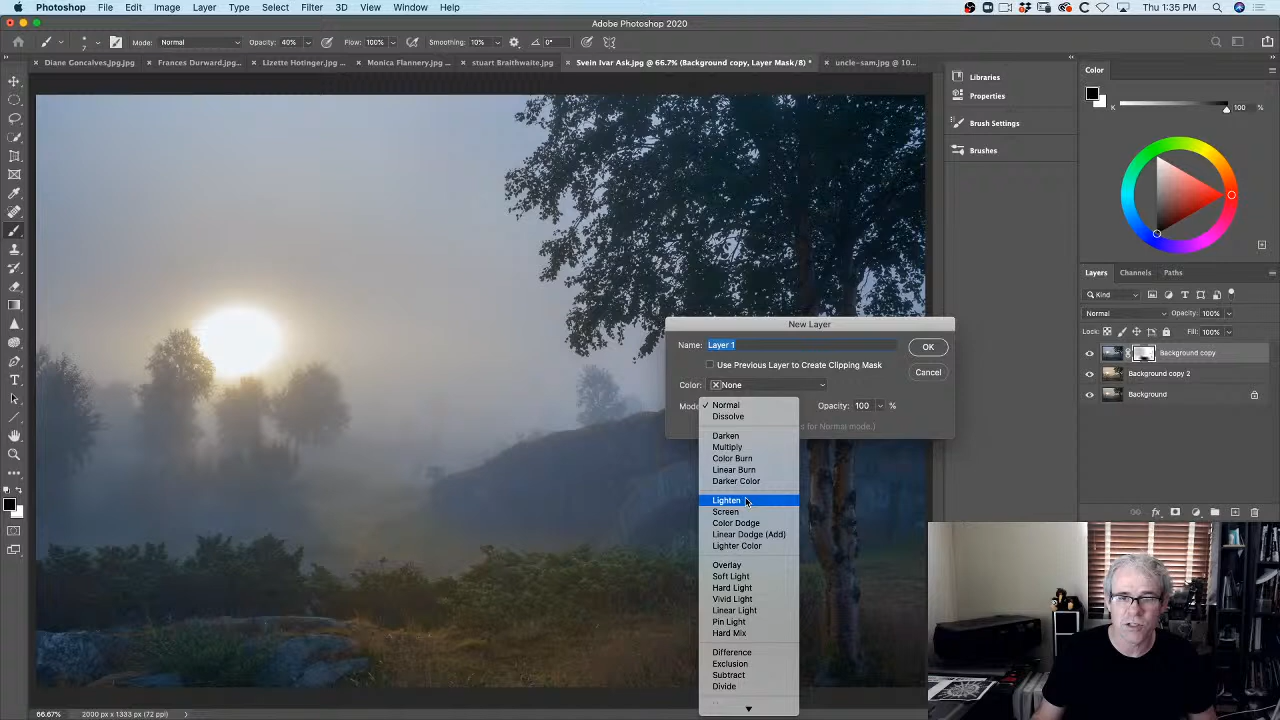 Photoshop File Edit Image Layer Type Select Filter 3D View Window Help Thu 1:35 PM
Adobe Photoshop 2020
Mode: Normal Opacity: 40% Flow: 100% Smoothing: 10% 0°
Diane Goncalves.jpg.jpg Frances Durward.jpg... Lizette Hotinger.jpg ... Monica Flannery.jpg ... stuart Braithwaite.jpg Svein Ivar Ask.jpg @ 66.7% (Background copy, Layer Mask/8) * uncle-sam.jpg @ 10...
Libraries
Properties
Brush Settings
Brushes
Color
K 100 %
New Layer
Name: Layer 1
OK
Use Previous Layer to Create Clipping Mask
Cancel
Color: None
Mode
Opacity: 100 %
s for Normal mode.)
Normal
Dissolve
Darken
Multiply
Color Burn
Linear Burn
Darker Color
Lighten
Screen
Color Dodge
Linear Dodge (Add)
Lighter Color
Overlay
Soft Light
Hard Light
Vivid Light
Linear Light
Pin Light
Hard Mix
Difference
Exclusion
Subtract
Divide
Layers Channels Paths
Kind
Normal Opacity: 100%
Lock: Fill: 100%
Background copy
Background copy 2
Background
66.67% 2000 px x 1333 px (72 ppi)